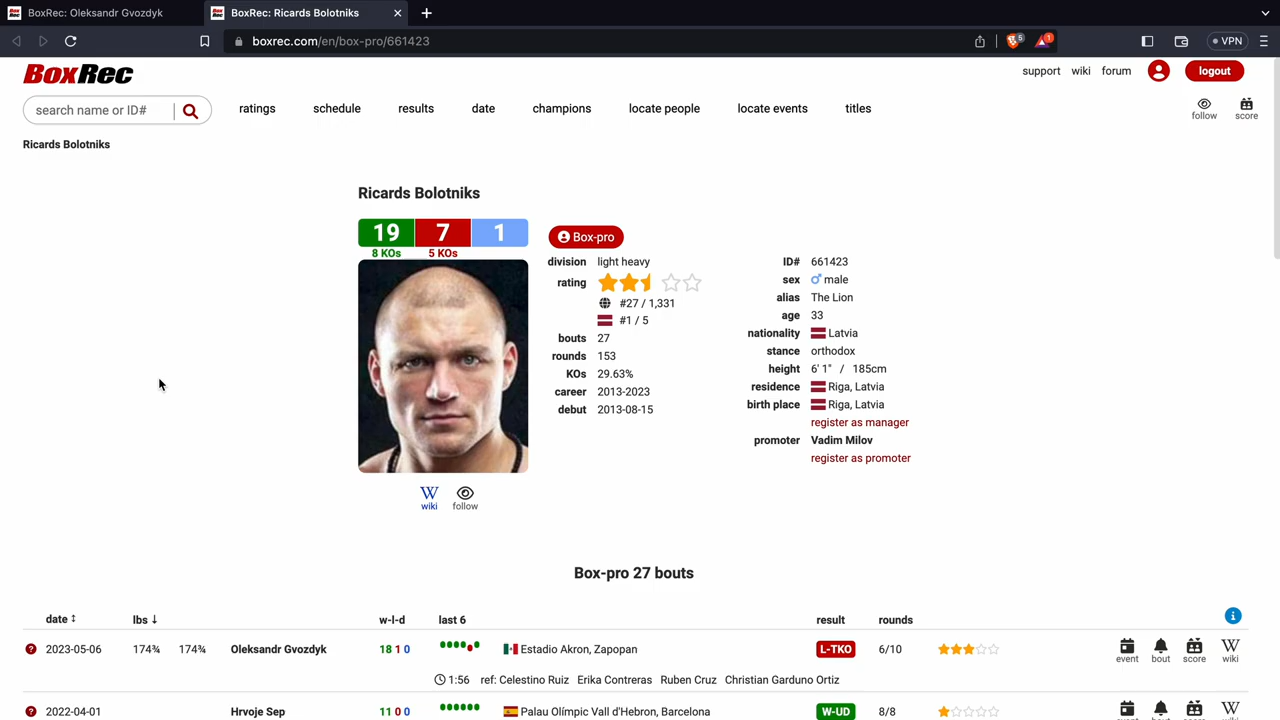 BoxRec: Oleksandr Gvozdyk
BoxRec: Ricards Bolotniks
boxrec.com/en/box-pro/661423
5
1
VPN
BoxRec
support wiki forum logout
search name or ID#
ratings schedule results date champions locate people locate events titles
follow score
Ricards Bolotniks
Ricards Bolotniks
19 7 1
8 KOs 5 KOs
Box-pro
division light heavy
rating
#27 / 1,331
#1 / 5
bouts 27
rounds 153
KOs 29.63%
career 2013-2023
debut 2013-08-15
ID# 661423
sex male
alias The Lion
age 33
nationality Latvia
stance orthodox
height 6' 1" / 185cm
residence Riga, Latvia
birth place Riga, Latvia
register as manager
promoter Vadim Milov
register as promoter
W
wiki follow
Box-pro 27 bouts
date lbs w-l-d last 6 result rounds
2023-05-06 174¾ 174¾ Oleksandr Gvozdyk 18 1 0 Estadio Akron, Zapopan L-TKO 6/10
event bout score wiki
1:56 ref: Celestino Ruiz Erika Contreras Ruben Cruz Christian Garduno Ortiz
2022-04-01 Hrvoje Sep 11 0 0 Palau Olímpic Vall d'Hebron, Barcelona W-UD 8/8